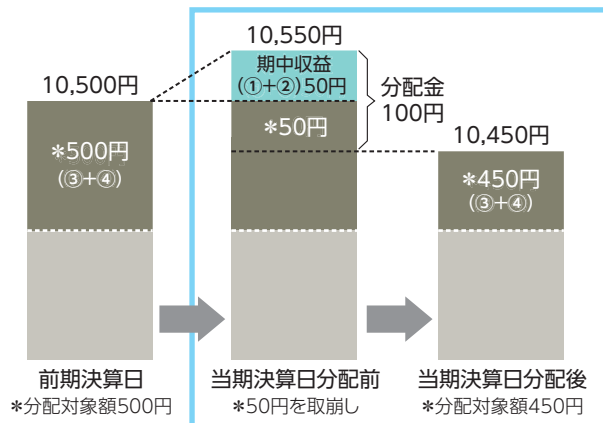 10,500円
*500円
(③+④)
前期決算日
*分配対象額500円
10,550円
期中収益
(①+②)50円
*50円
分配金
100円
当期決算日分配前
*50円を取崩し
10,450円
*450円
(③+④)
当期決算日分配後
*分配対象額450円